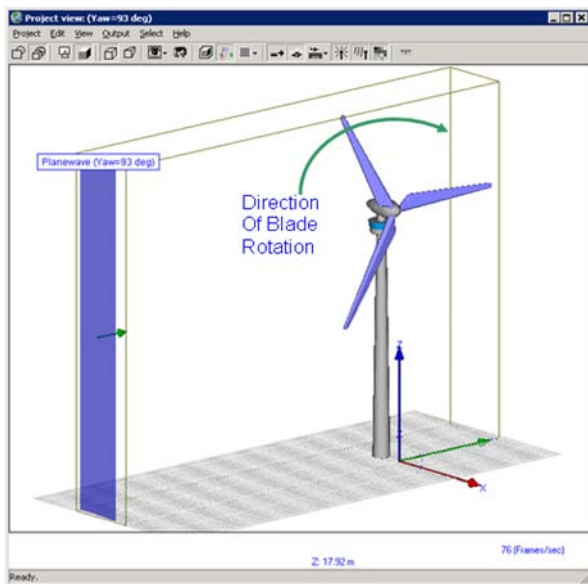 Project view: (Yaw=93 deg)
Project Edit View Output Select Help
Planewave (Yaw=93 deg)
Direction
Of Blade
Rotation
Z
X
76 (Frames/sec)
Z: 17.92 m
Ready.